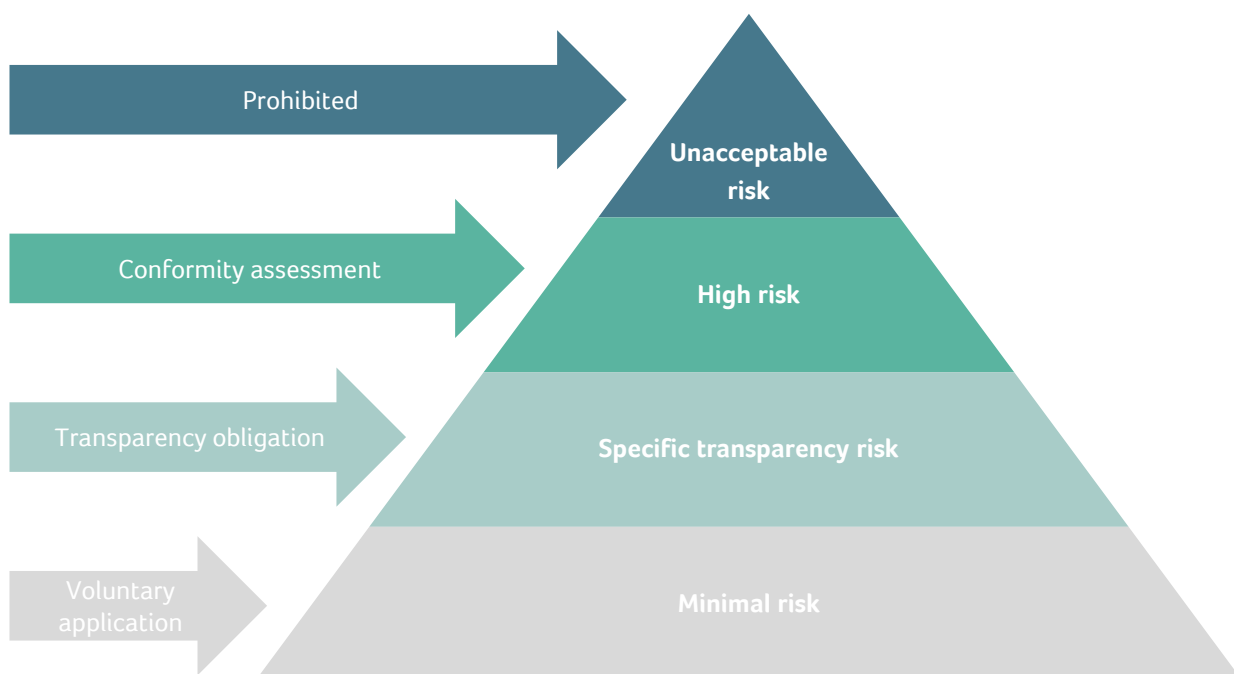 Prohibited
Unacceptable
risk
Conformity assessment
High risk
Transparency obligation
Specific transparency risk
Voluntary
application
Minimal risk